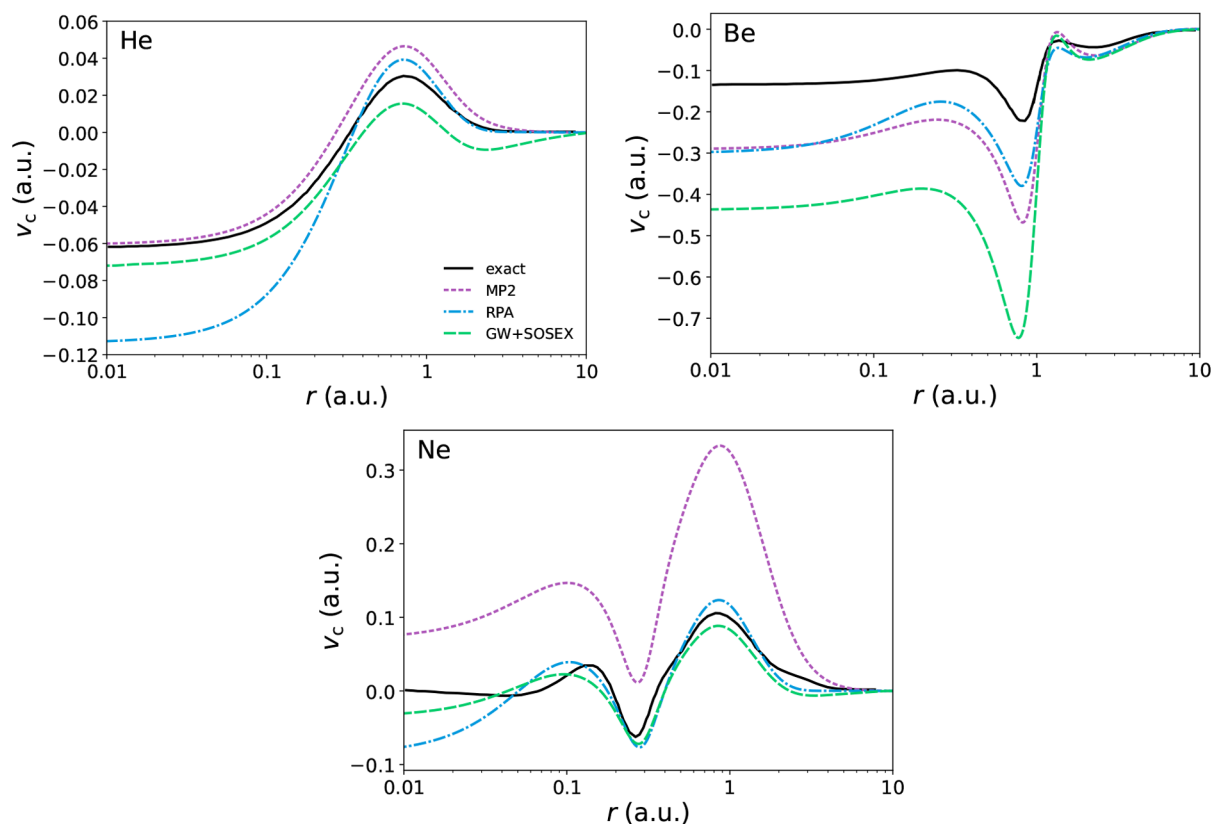 He
0.06
0.04
0.02
0.00
−0.02
−0.04
−0.06
−0.08
−0.10
−0.12
v_c (a.u.)
exact
MP2
RPA
GW+SOSEX
0.01 0.1 1 10
r (a.u.)
Be
0.0
−0.1
−0.2
−0.3
−0.4
−0.5
−0.6
−0.7
v_c (a.u.)
0.01 0.1 1 10
r (a.u.)
Ne
0.3
0.2
0.1
0.0
−0.1
v_c (a.u.)
0.01 0.1 1 10
r (a.u.)